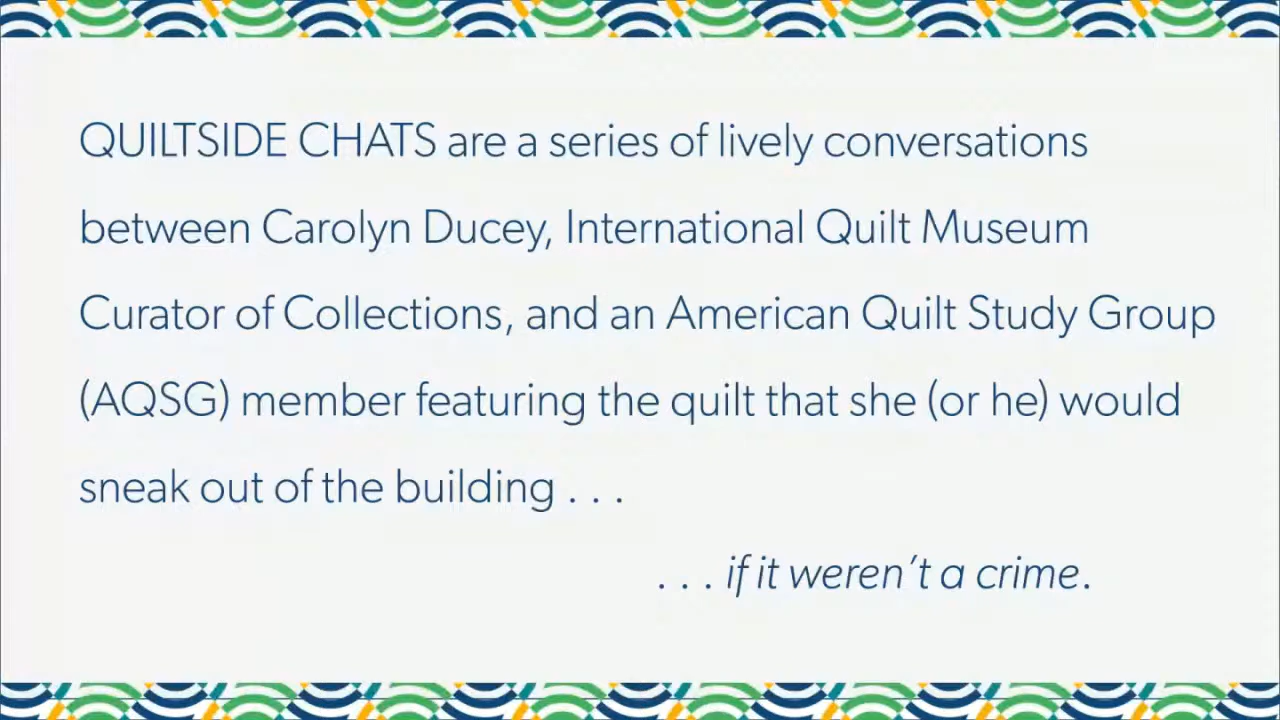 QUILTSIDE CHATS are a series of lively conversations
between Carolyn Ducey, International Quilt Museum
Curator of Collections, and an American Quilt Study Group
(AQSG) member featuring the quilt that she (or he) would
sneak out of the building . . .
. . . if it weren't a crime.